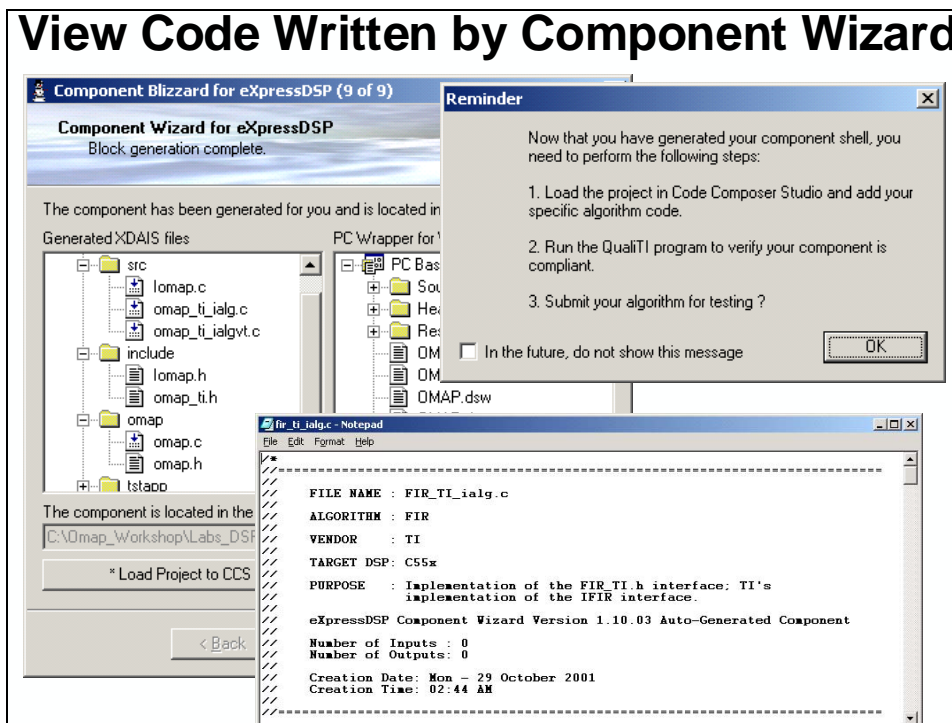 View Code Written by Component Wizard
Component Blizzard for eXpressDSP (9 of 9)
Component Wizard for eXpressDSP
Block generation complete.
The component has been generated for you and is located in
Generated XDAIS files
PC Wrapper for
src
Iomap.c
omap_ti_ialg.c
omap_ti_ialgvt.c
include
Iomap.h
omap_ti.h
omap
omap.c
omap.h
tstapp
PC Bas
Sou
Hea
Res
OM
OM
OMAP.dsw
The component is located in the
C:\Omap_Workshop\Labs_DSF
* Load Project to CCS
< Back
Reminder
Now that you have generated your component shell, you
need to perform the following steps:
1. Load the project in Code Composer Studio and add your
specific algorithm code.
2. Run the QualiTI program to verify your component is
compliant.
3. Submit your algorithm for testing ?
In the future, do not show this message
OK
fir_ti_ialg.c - Notepad
File Edit Format Help
/*
//==============================================================================
//
// FILE NAME : FIR_TI_ialg.c
//
// ALGORITHM : FIR
//
// VENDOR : TI
//
// TARGET DSP: C55x
//
// PURPOSE : Implementation of the FIR_TI.h interface; TI's
// implementation of the IFIR interface.
//
// eXpressDSP Component Wizard Version 1.10.03 Auto-Generated Component
//
// Number of Inputs : 0
// Number of Outputs: 0
//
// Creation Date: Mon - 29 October 2001
// Creation Time: 02:44 AM
//
//==============================================================================